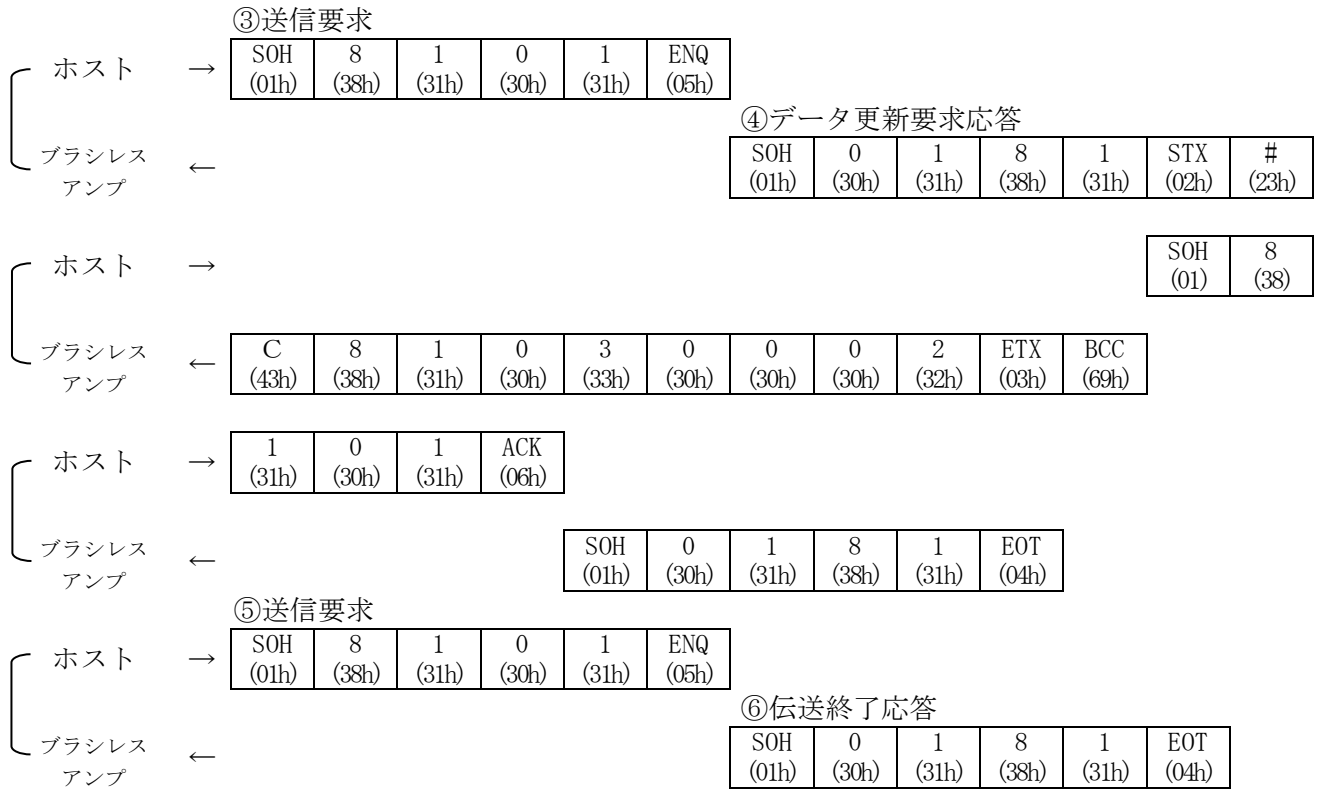 ③送信要求
SOH 8 1 0 1 ENQ
ホスト →
(01h) (38h) (31h) (30h) (31h) (05h)
④データ更新要求応答
SOH 0 1 8 1 STX #
ブラシレス
アンプ ←
(01h) (30h) (31h) (38h) (31h) (02h) (23h)
SOH 8
ホスト →
(01) (38)
C 8 1 0 3 0 0 0 2 ETX BCC
ブラシレス
アンプ ←
(43h) (38h) (31h) (30h) (33h) (30h) (30h) (30h) (32h) (03h) (69h)
1 0 1 ACK
ホスト →
(31h) (30h) (31h) (06h)
SOH 0 1 8 1 EOT
ブラシレス
アンプ ←
(01h) (30h) (31h) (38h) (31h) (04h)
⑤送信要求
SOH 8 1 0 1 ENQ
ホスト →
(01h) (38h) (31h) (30h) (31h) (05h)
⑥伝送終了応答
SOH 0 1 8 1 EOT
ブラシレス
アンプ ←
(01h) (30h) (31h) (38h) (31h) (04h)